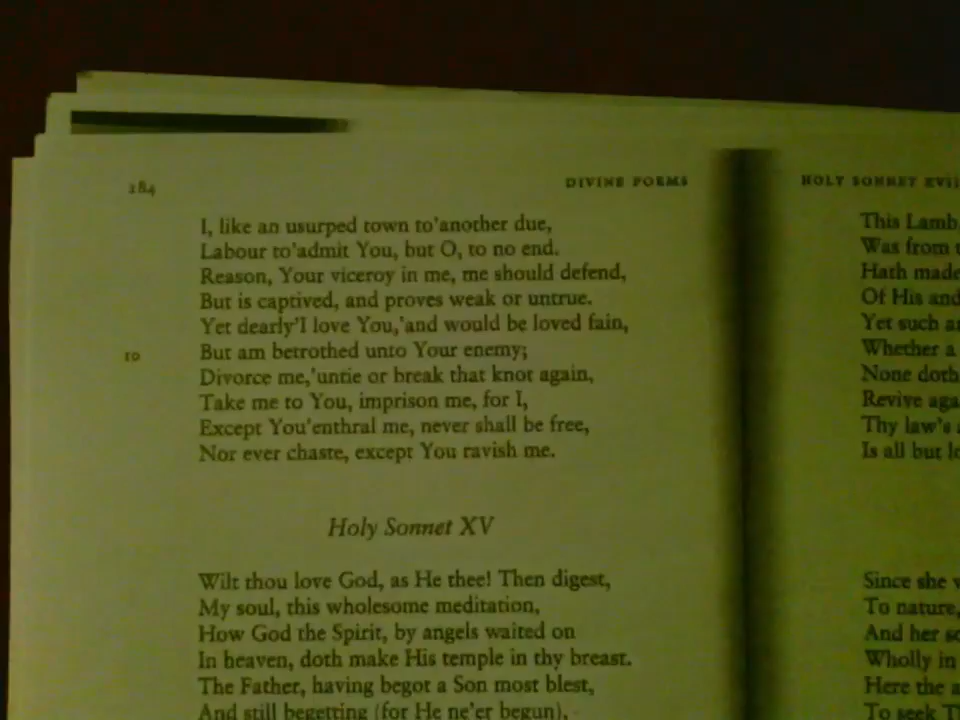 184
DIVINE POEMS
I, like an usurped town to'another due,
Labour to'admit You, but O, to no end.
Reason, Your viceroy in me, me should defend,
But is captived, and proves weak or untrue.
Yet dearly'I love You,'and would be loved fain,
10 But am betrothed unto Your enemy;
Divorce me,'untie or break that knot again,
Take me to You, imprison me, for I,
Except You'enthral me, never shall be free,
Nor ever chaste, except You ravish me.
Holy Sonnet XV
Wilt thou love God, as He thee! Then digest,
My soul, this wholesome meditation,
How God the Spirit, by angels waited on
In heaven, doth make His temple in thy breast.
The Father, having begot a Son most blest,
And still begetting (for He ne'er begun),
HOLY SONNET
This Lamb
Was from
Hath made
Of His and
Yet such
Whether a
None doth
Revive
Thy law's
Is all but
Since she
To nature,
And her
Wholly in
Here the
To seek